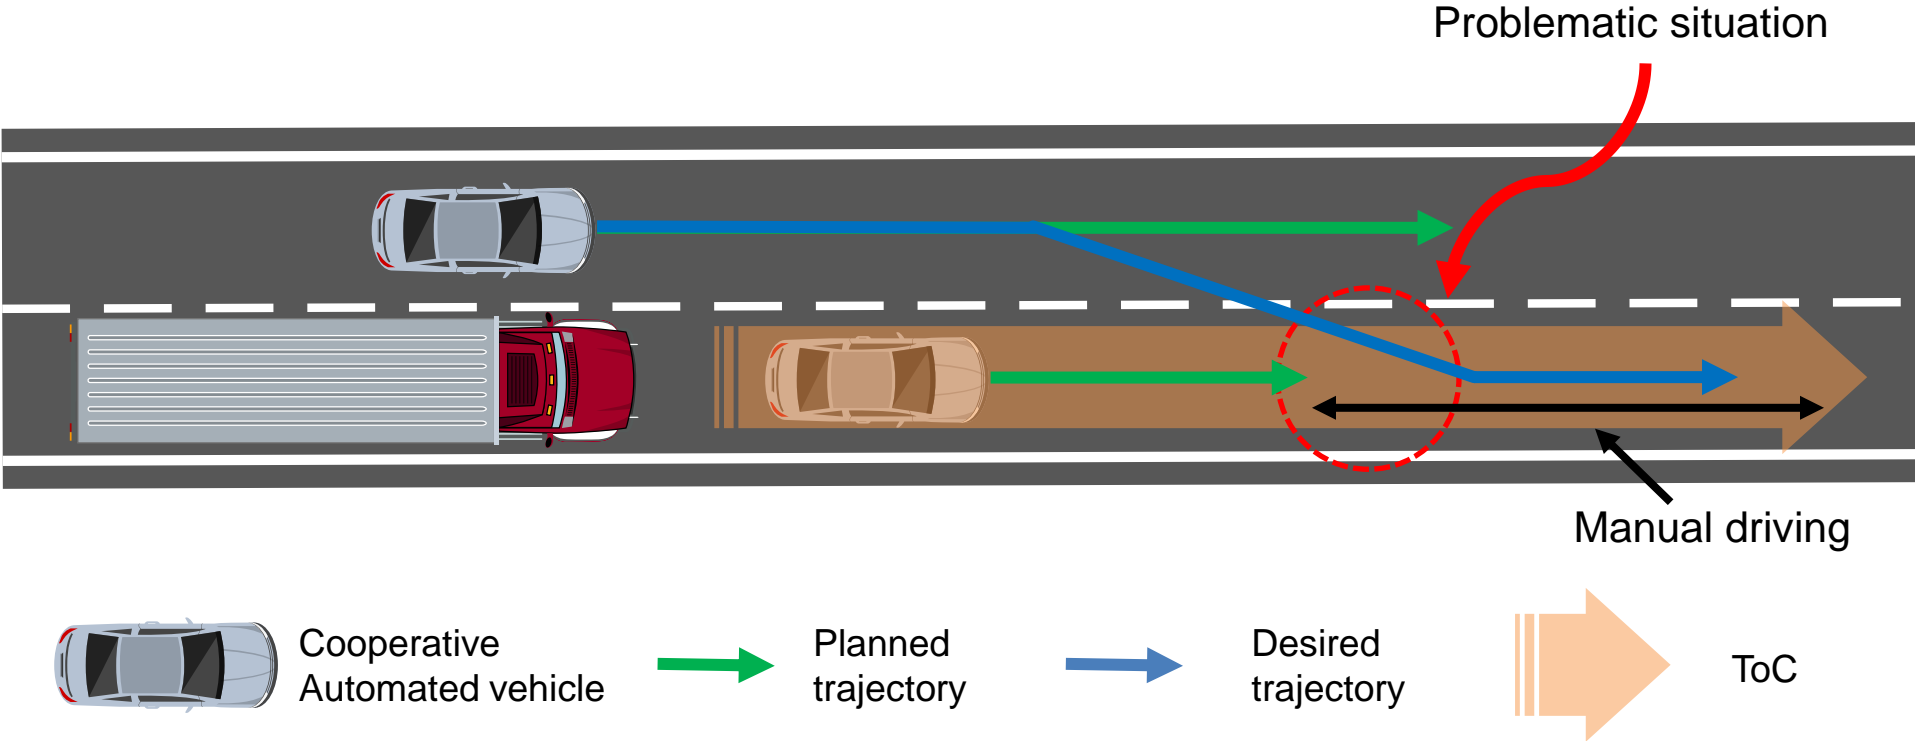 Problematic situation
Manual driving
Cooperative
Automated vehicle
Planned
trajectory
Desired
trajectory
ToC